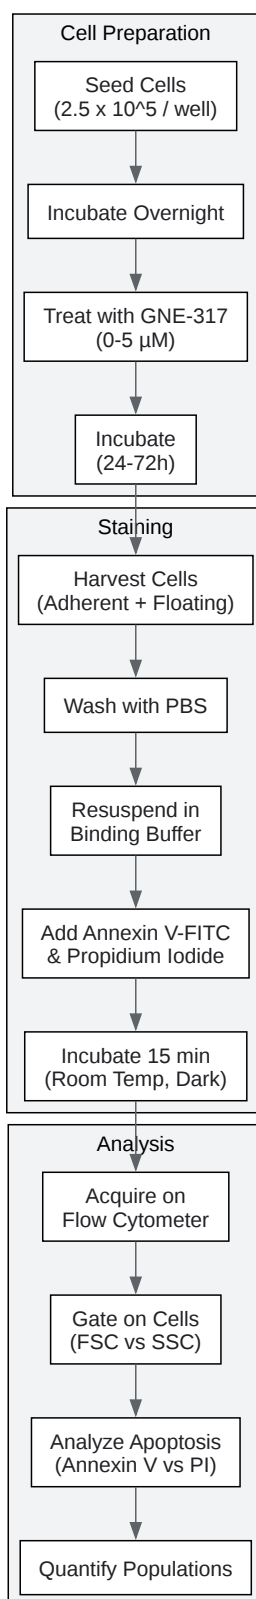 Cell Preparation
Seed Cells
(2.5 x 10^5 / well)
Incubate Overnight
Treat with GNE-317
(0-5 µM)
Incubate
(24-72h)
Staining
Harvest Cells
(Adherent + Floating)
Wash with PBS
Resuspend in
Binding Buffer
Add Annexin V-FITC
& Propidium Iodide
Incubate 15 min
(Room Temp, Dark)
Analysis
Acquire on
Flow Cytometer
Gate on Cells
(FSC vs SSC)
Analyze Apoptosis
(Annexin V vs PI)
Quantify Populations